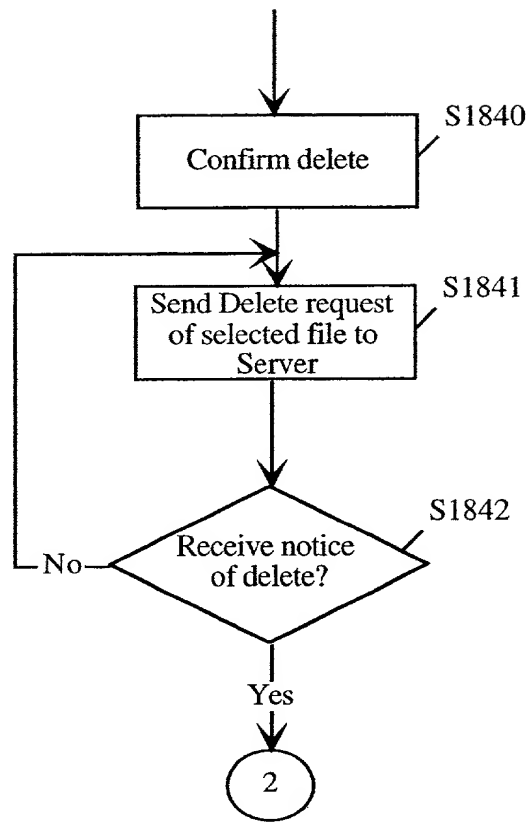 S1840
Confirm delete
S1841
Send Delete request
of selected file to
Server
S1842
Receive notice
of delete?
No
Yes
2